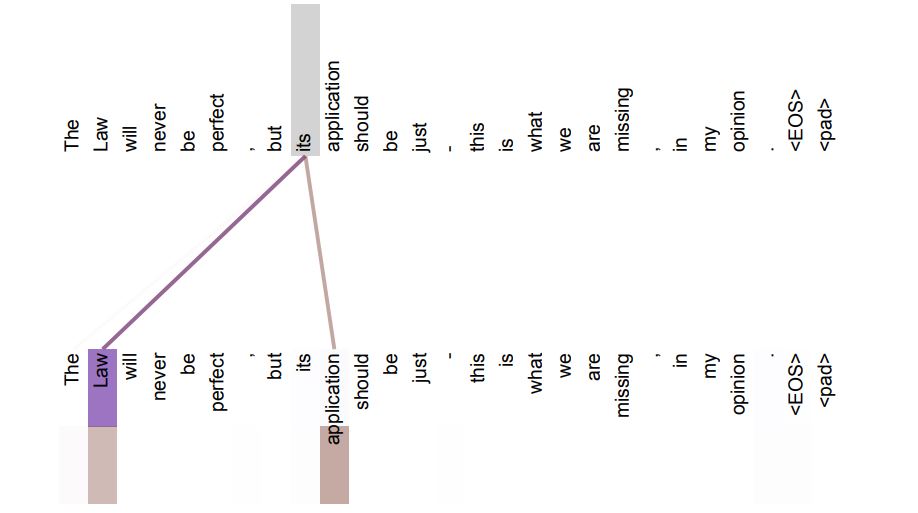 The Law will never be perfect , but its application should be just - this is what we are missing , in my opinion . <EOS> <pad>
The Law will never be perfect , but its application should be just - this is what we are missing , in my opinion . <EOS> <pad>